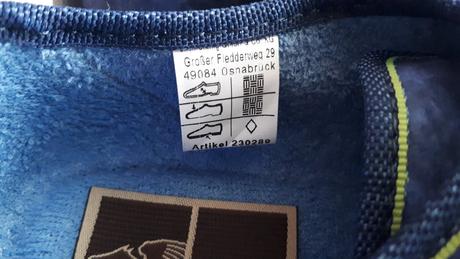 Großer Fledderweg 29
49084 Osnabrück
Artikel 230289